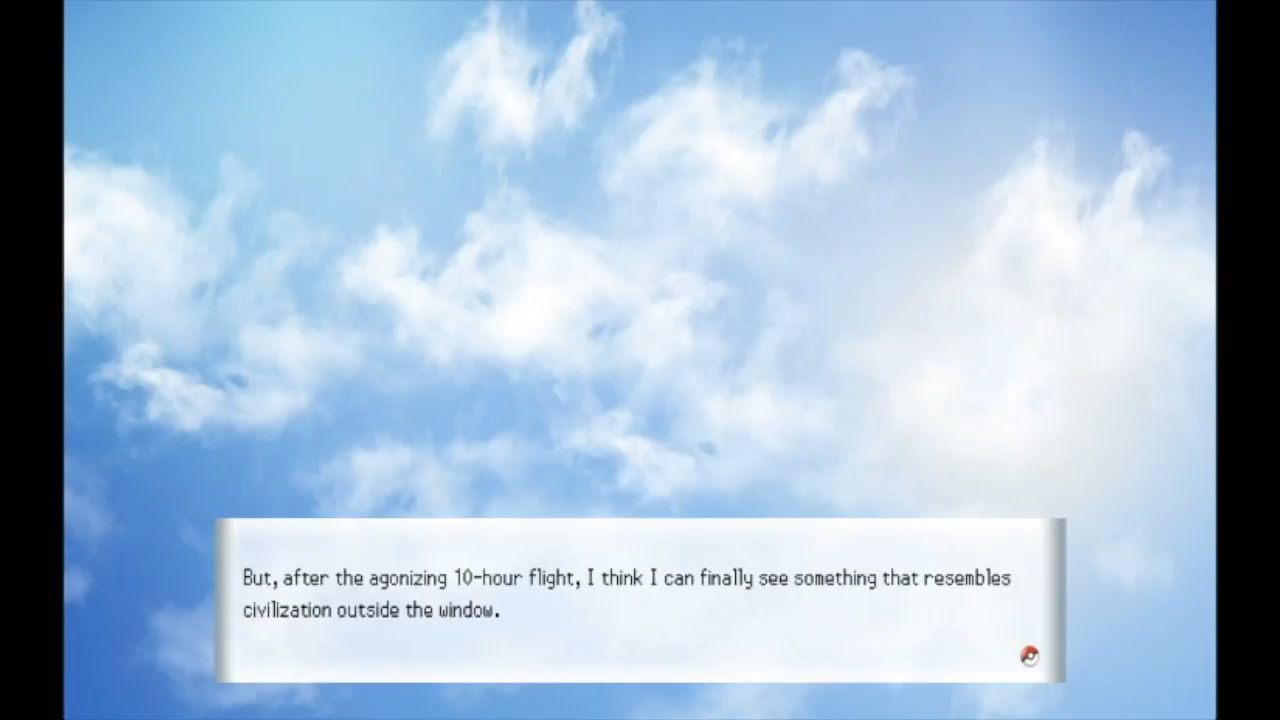 But, after the agonizing 10-hour flight, I think I can finally see something that resembles
civilization outside the window.